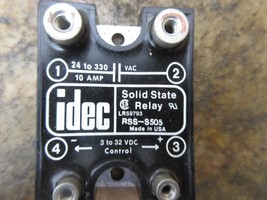 1 24 to 330 VAC 2
10 AMP
idec
Solid State
Relay
LR59793
RSS-S505
Made in USA
4 - 3 to 32 VDC + 3
Control